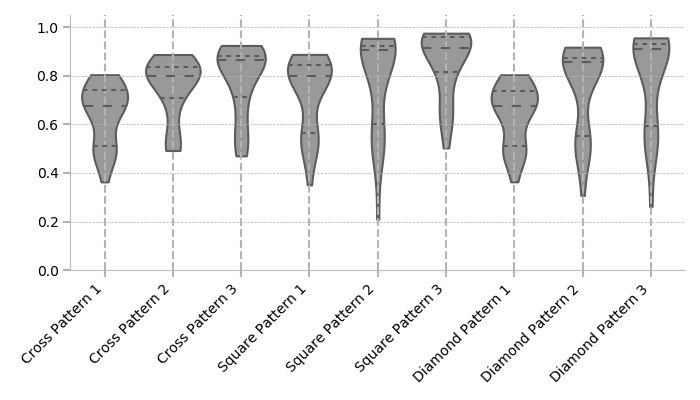 1.0
0.8
0.6
0.4
0.2
0.0
Cross Pattern 1
Cross Pattern 2
Cross Pattern 3
Square Pattern 1
Square Pattern 2
Square Pattern 3
Diamond Pattern 1
Diamond Pattern 2
Diamond Pattern 3